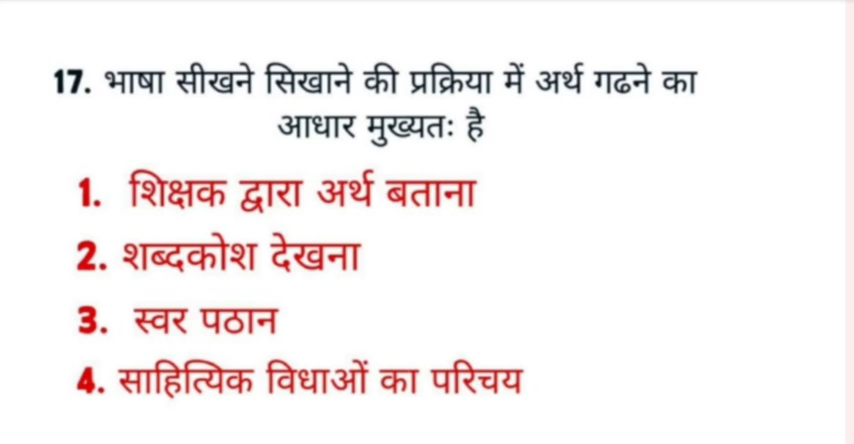 17. भाषा सीखने सिखाने की प्रक्रिया में अर्थ गढने का
आधार मुख्यतः है
1. शिक्षक द्वारा अर्थ बताना
2. शब्दकोश देखना
3. स्वर पठान
4. साहित्यिक विधाओं का परिचय